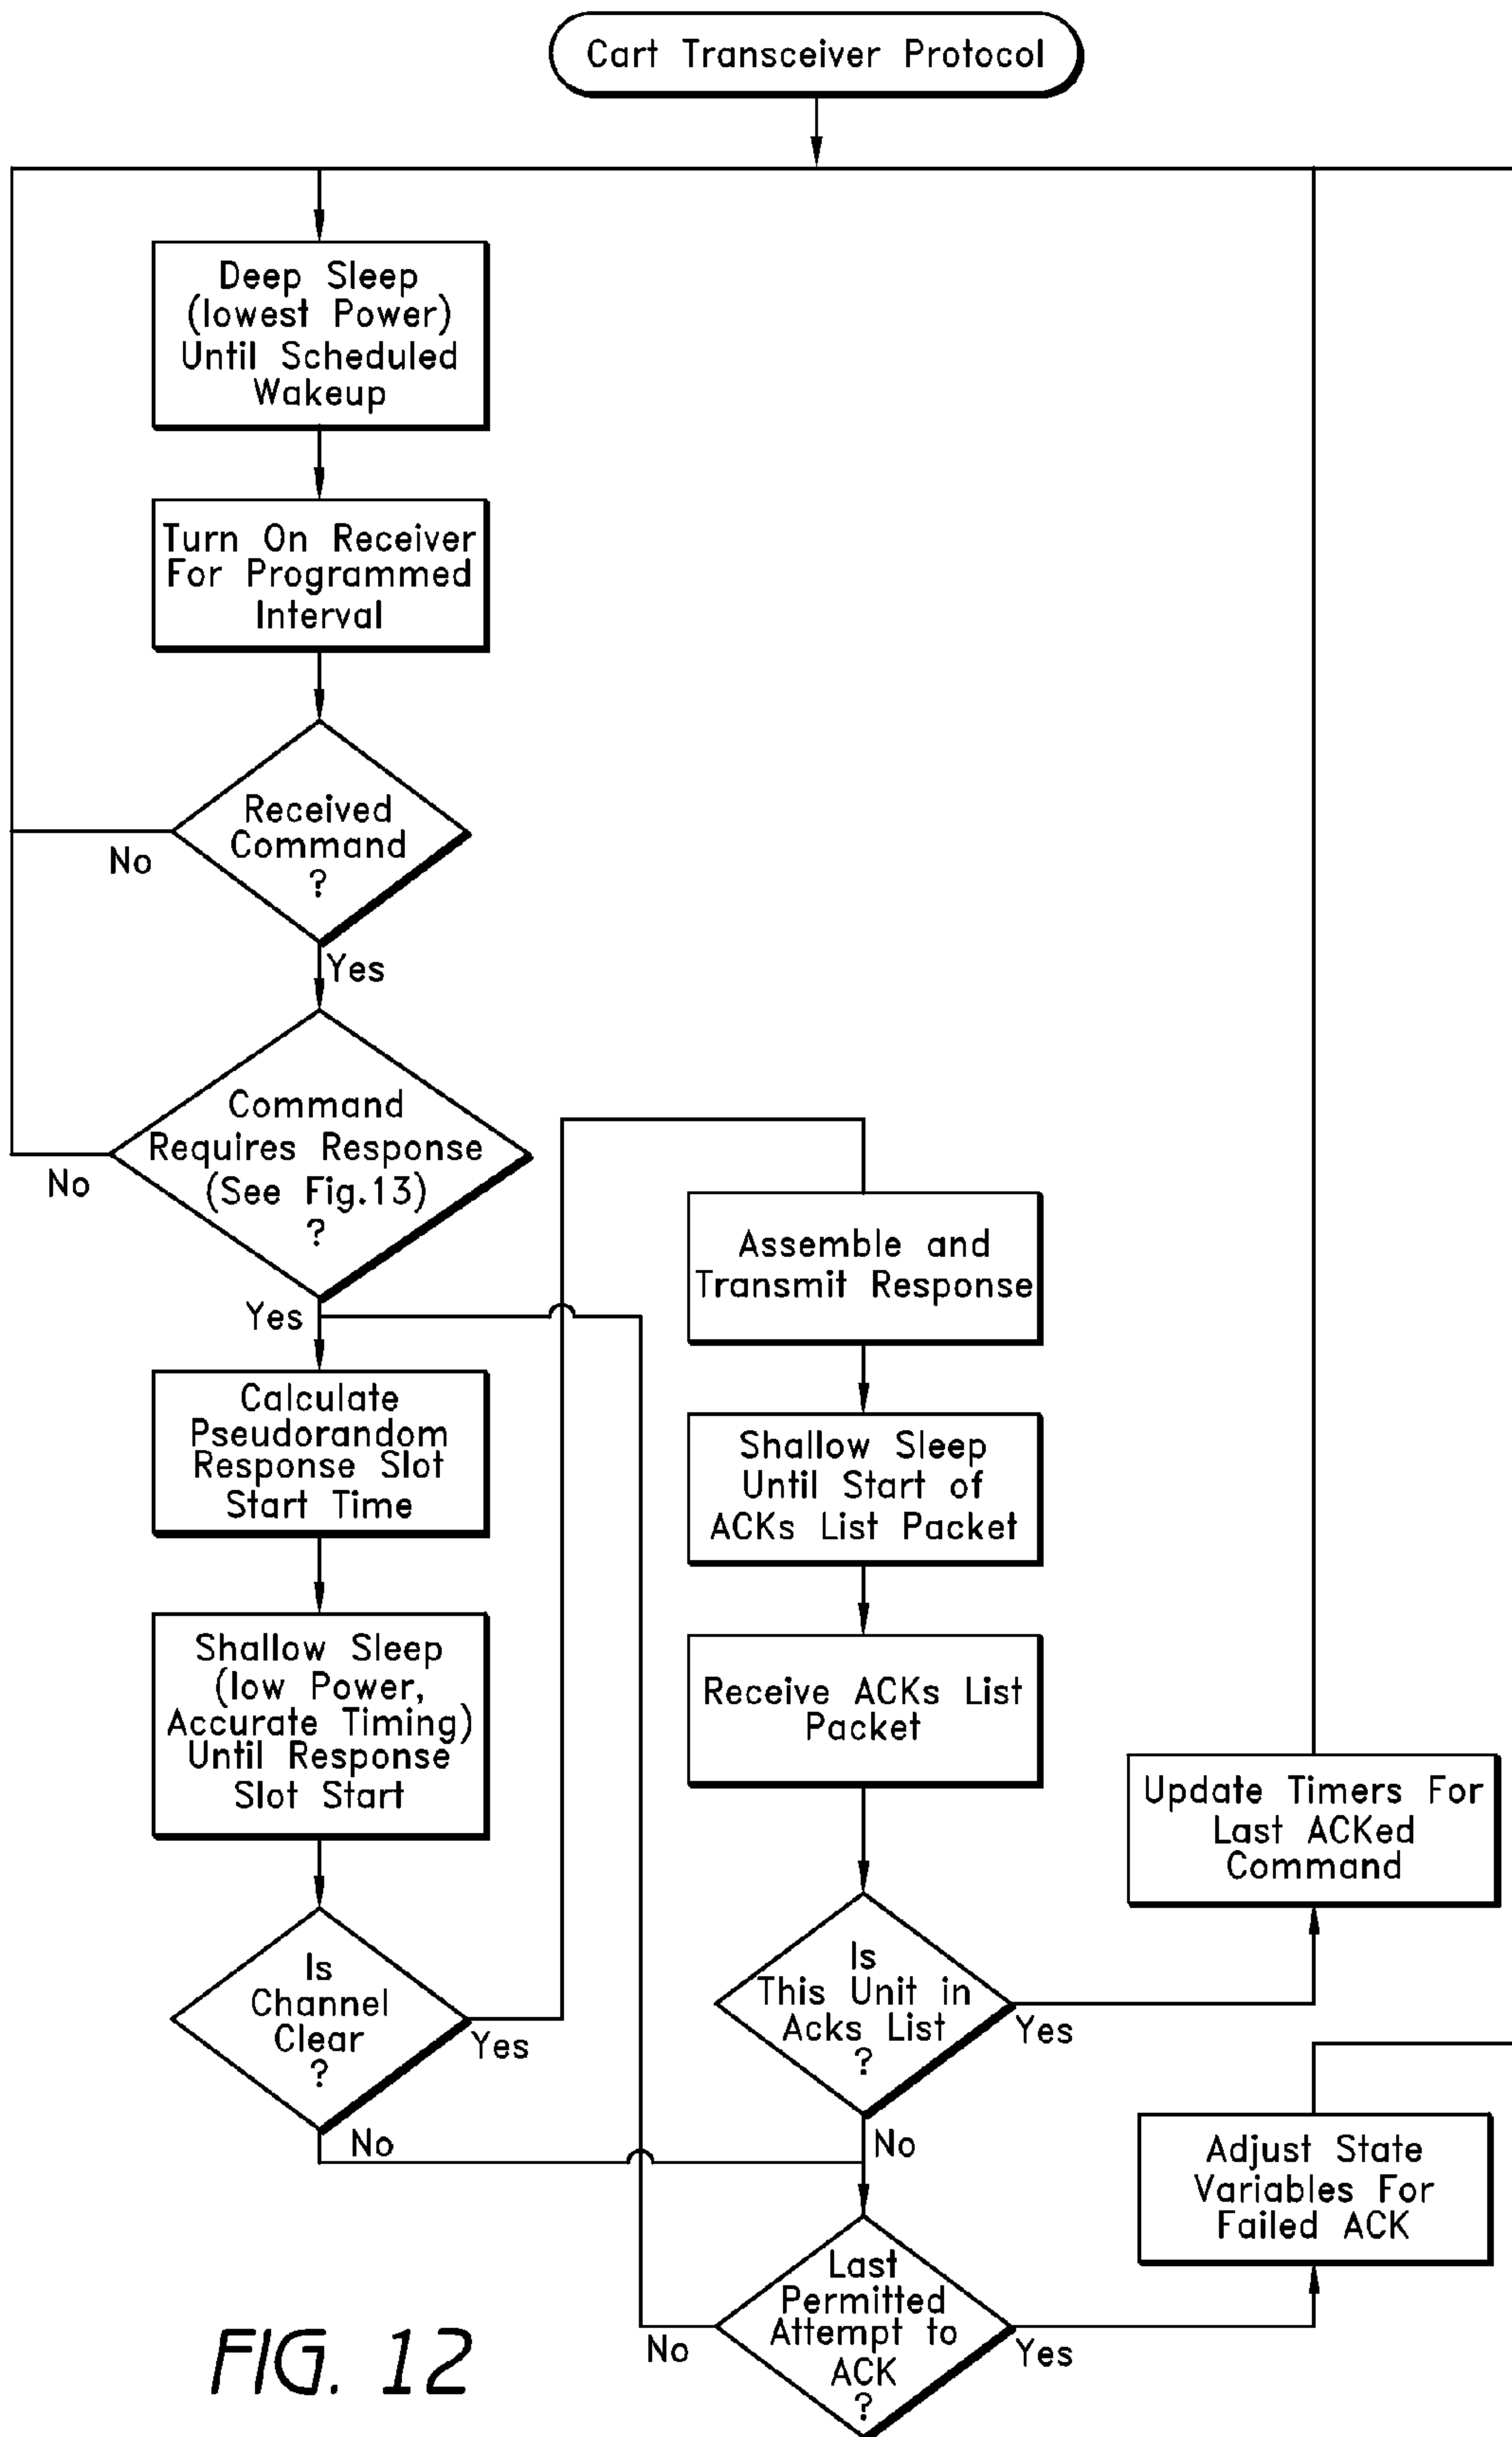 Cart Transceiver Protocol
Deep Sleep
(lowest Power)
Until Scheduled
Wakeup
Turn On Receiver
For Programmed
Interval
Received
Command
?
No
Yes
Command
Requires Response
(See Fig.13)
?
No
Yes
Calculate
Pseudorandom
Response Slot
Start Time
Shallow Sleep
(low Power,
Accurate Timing)
Until Response
Slot Start
Is
Channel
Clear
?
Yes
No
Assemble and
Transmit Response
Shallow Sleep
Until Start of
ACKs List Packet
Receive ACKs List
Packet
Is
This Unit in
Acks List
?
Yes
No
Update Timers For
Last ACKed
Command
Last
Permitted
Attempt to
ACK
?
No
Yes
Adjust State
Variables For
Failed ACK
FIG. 12